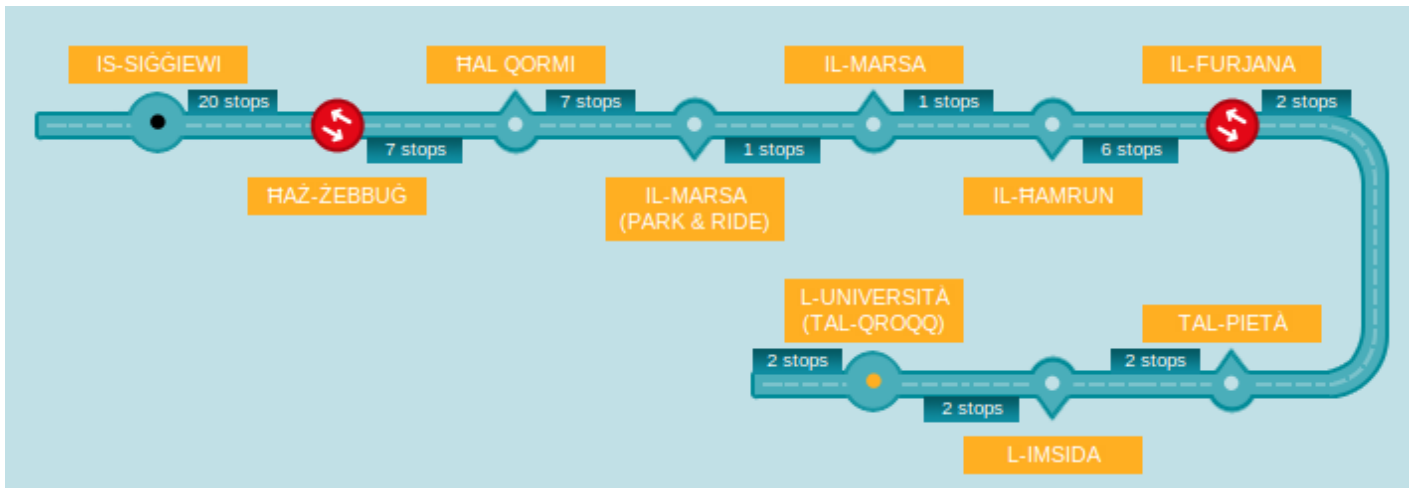 IS-SIĠĠIEWI
20 stops
ĦAŻ-ŻEBBUĠ
7 stops
ĦAL QORMI
7 stops
IL-MARSA
(PARK & RIDE)
1 stops
IL-MARSA
1 stops
IL-ĦAMRUN
6 stops
IL-FURJANA
2 stops
TAL-PIETÀ
2 stops
L-IMSIDA
2 stops
L-UNIVERSITÀ
(TAL-QROQQ)
2 stops